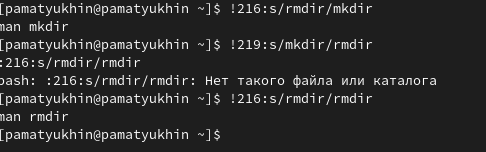 [pamatyukhin@pamatyukhin ~]$ !216:s/rmdir/mkdir
man mkdir
[pamatyukhin@pamatyukhin ~]$ !219:s/mkdir/rmdir
:216:s/rmdir/rmdir
bash: :216:s/rmdir/rmdir: Нет такого файла или каталога
[pamatyukhin@pamatyukhin ~]$ !216:s/rmdir/rmdir
man rmdir
[pamatyukhin@pamatyukhin ~]$